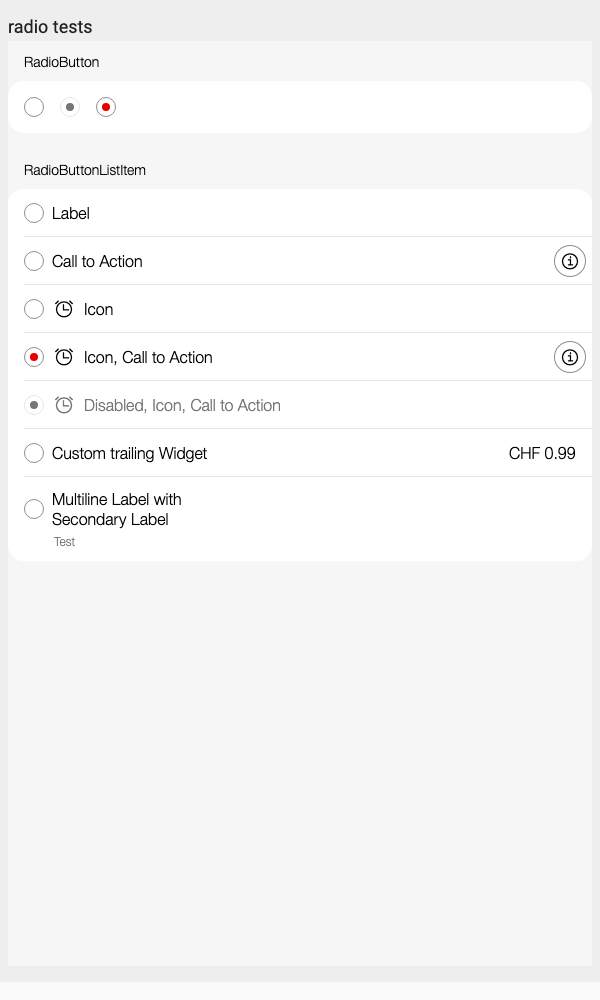 radio tests
RadioButton
RadioButtonListItem
Label
Call to Action
Icon
Icon, Call to Action
Disabled, Icon, Call to Action
Custom trailing Widget CHF 0.99
Multiline Label with
Secondary Label
Test